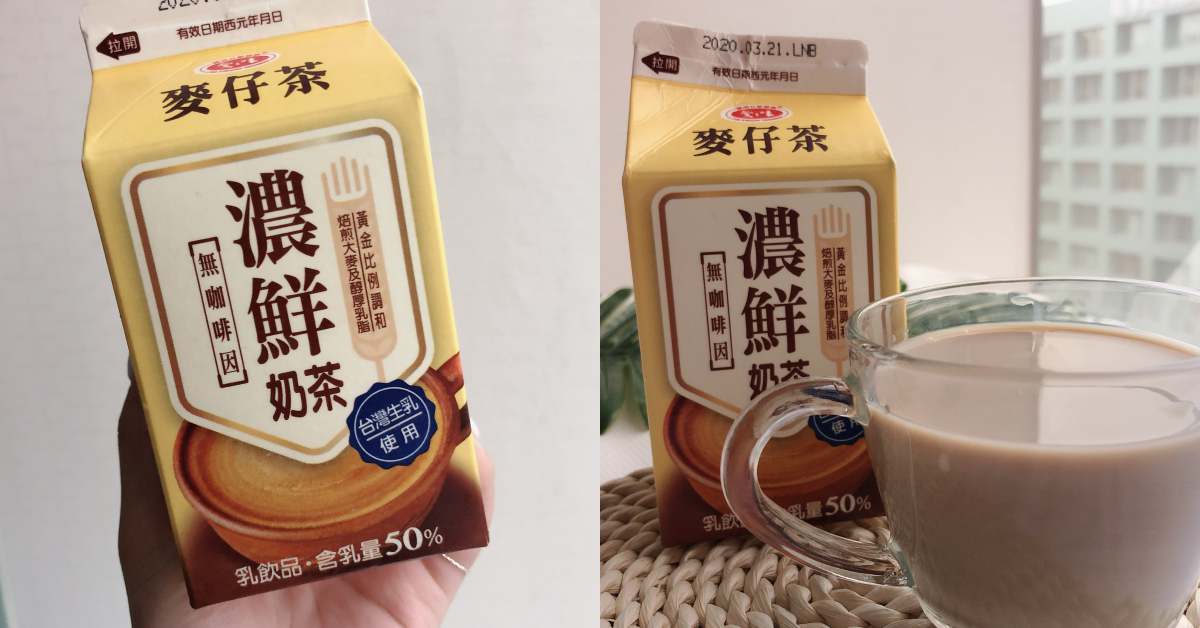 有效日期西元年月日
拉開
麥仔茶
濃鮮
奶茶
無咖啡因
黃金比例調和
焙煎大麥及醇厚乳脂
台灣生乳
使用
乳飲品・含乳量50%
2020.03.21.LNB
有效日期西元年月日
拉開
麥仔茶
濃鮮
奶茶
無咖啡因
黃金比例調和
焙煎大麥及醇厚乳脂
使用
乳飲
乳量50%